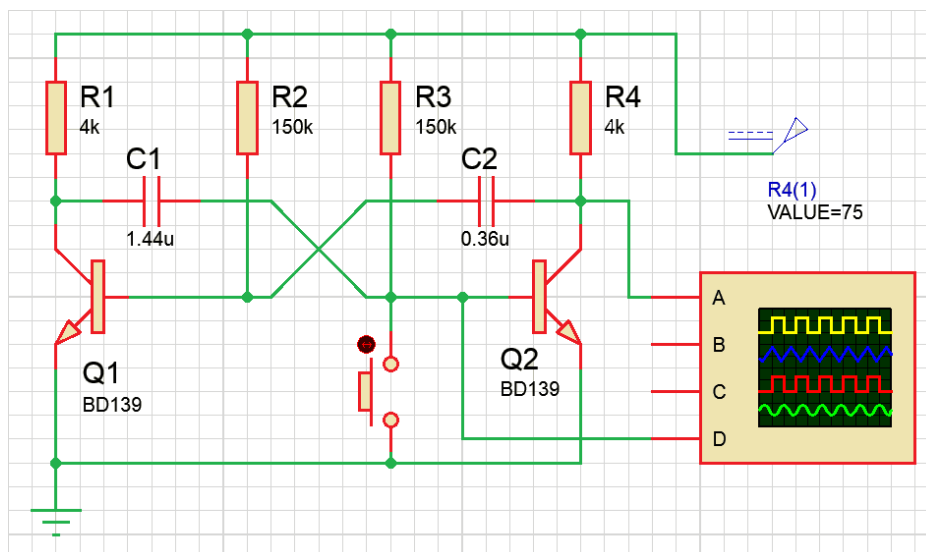 R1
4k
R2
150k
R3
150k
R4
4k
C1
1.44u
C2
0.36u
R4(1)
VALUE=75
Q1
BD139
Q2
BD139
A
B
C
D